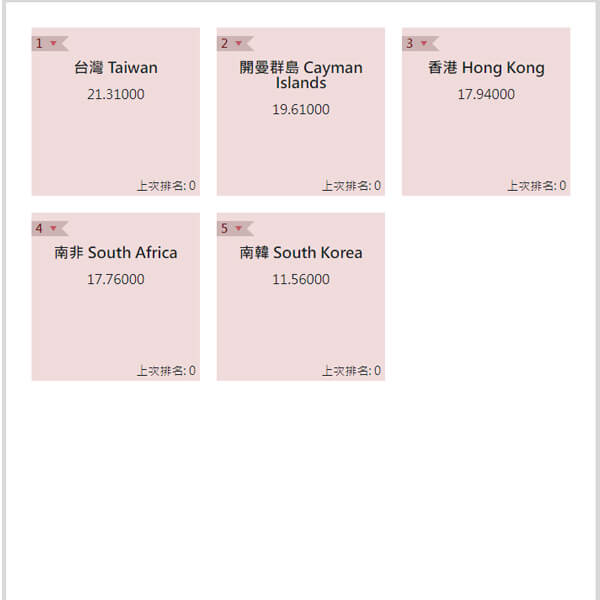 1
台灣 Taiwan
21.31000
上次排名: 0
2
開曼群島 Cayman
Islands
19.61000
上次排名: 0
3
香港 Hong Kong
17.94000
上次排名: 0
4
南非 South Africa
17.76000
上次排名: 0
5
南韓 South Korea
11.56000
上次排名: 0